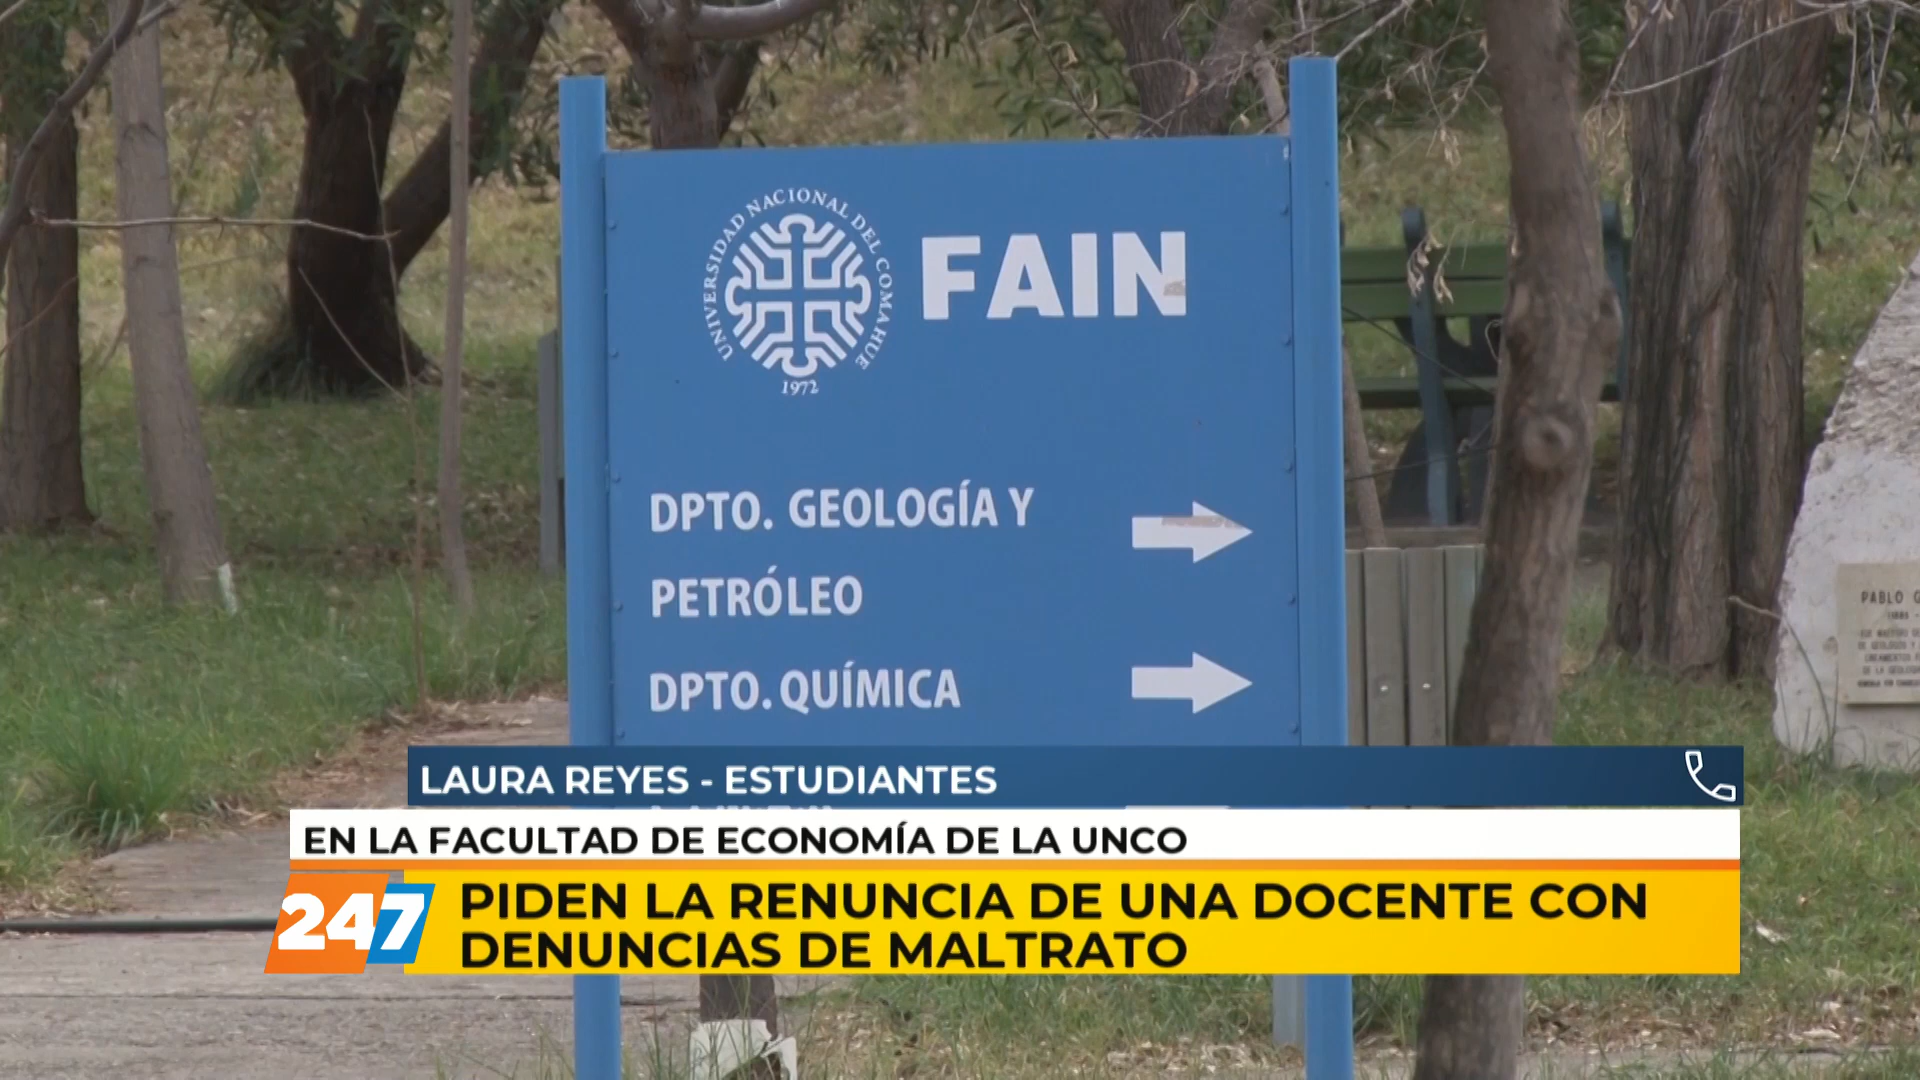 UNIVERSIDAD NACIONAL DEL COMAHUE
1972
FAIN
DPTO. GEOLOGÍA Y
PETRÓLEO
DPTO. QUÍMICA
PABLO G
LAURA REYES - ESTUDIANTES
EN LA FACULTAD DE ECONOMÍA DE LA UNCO
247
PIDEN LA RENUNCIA DE UNA DOCENTE CON
DENUNCIAS DE MALTRATO